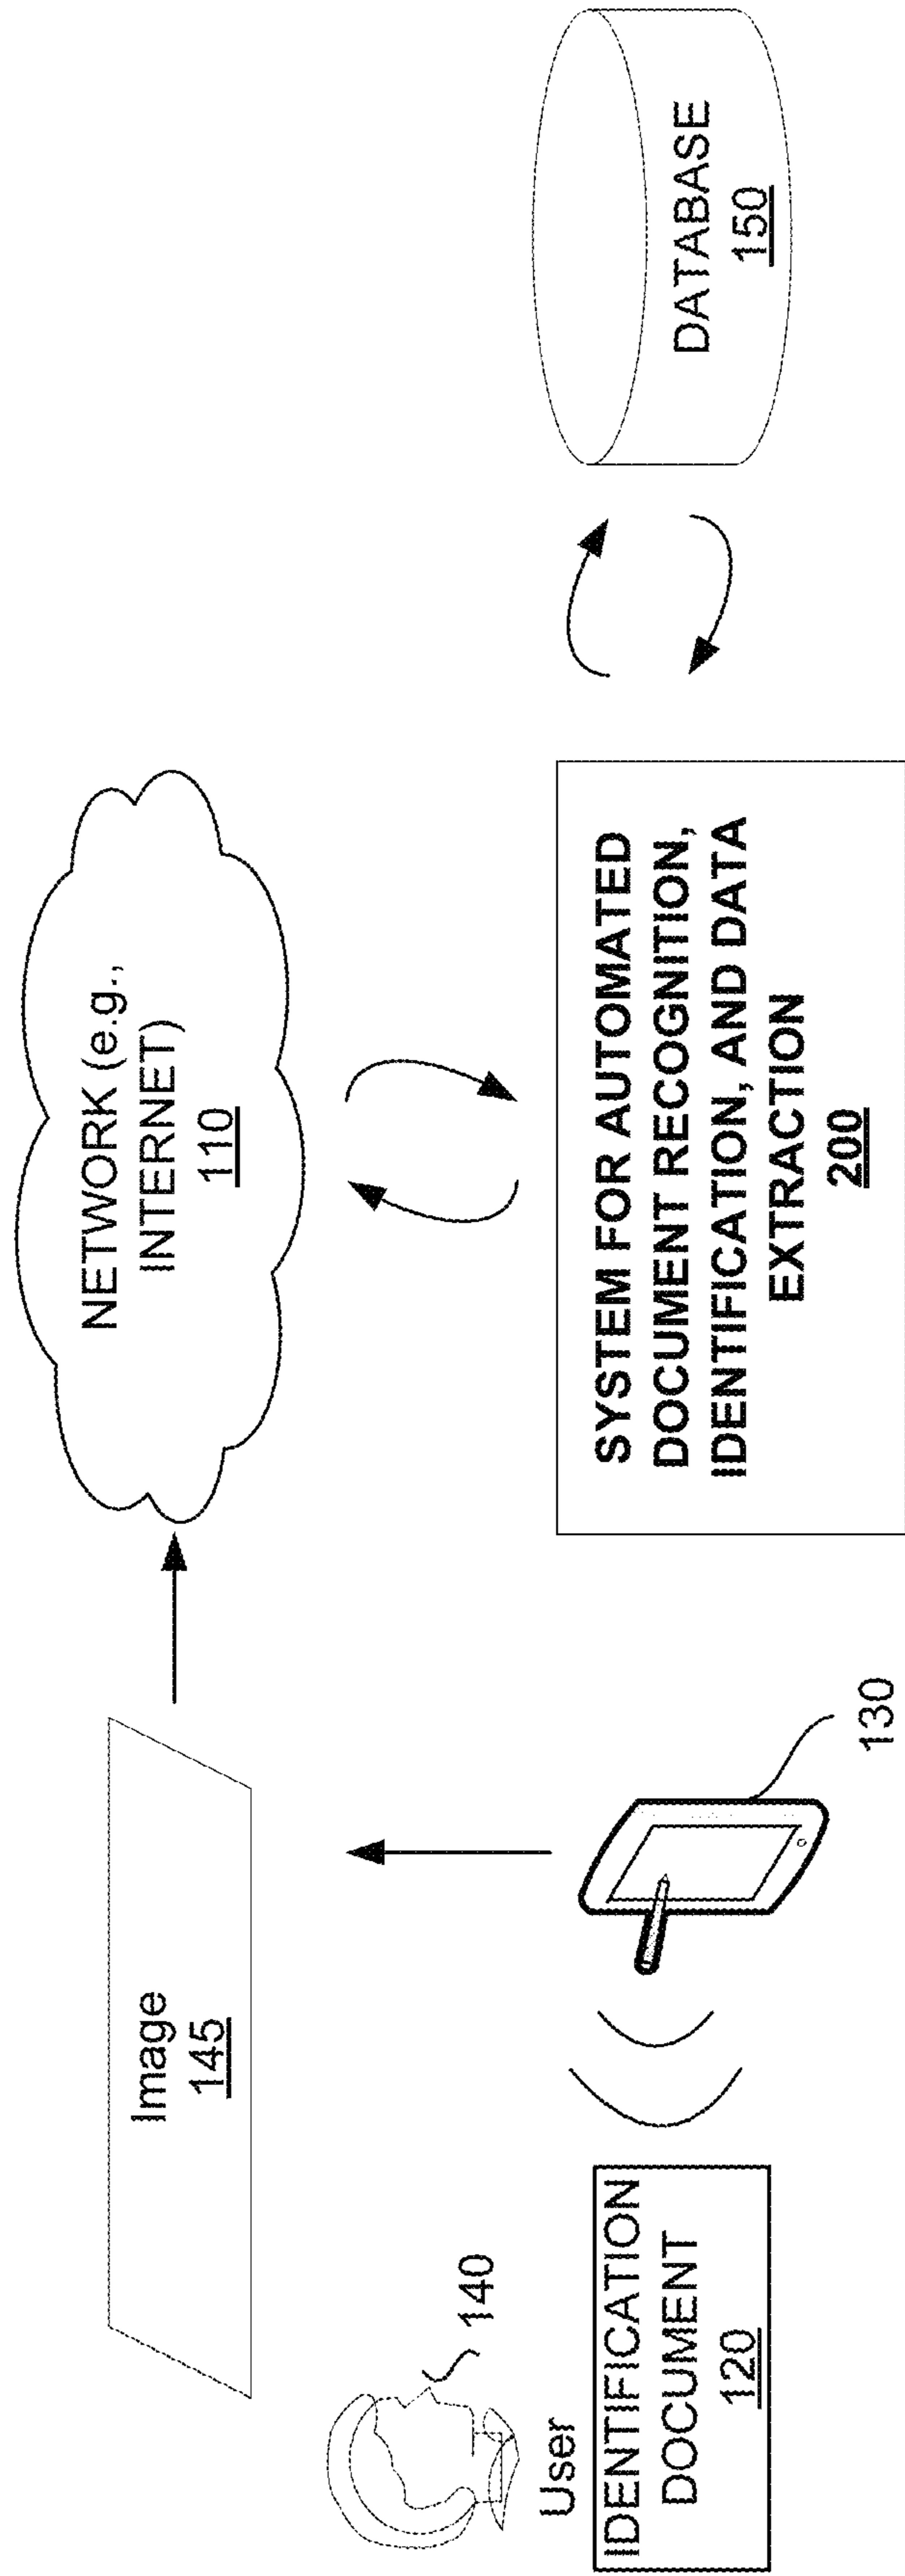 Image
145
NETWORK (e.g.,
INTERNET)
110
140
User
IDENTIFICATION
DOCUMENT
120
130
SYSTEM FOR AUTOMATED
DOCUMENT RECOGNITION,
IDENTIFICATION, AND DATA
EXTRACTION
200
DATABASE
150